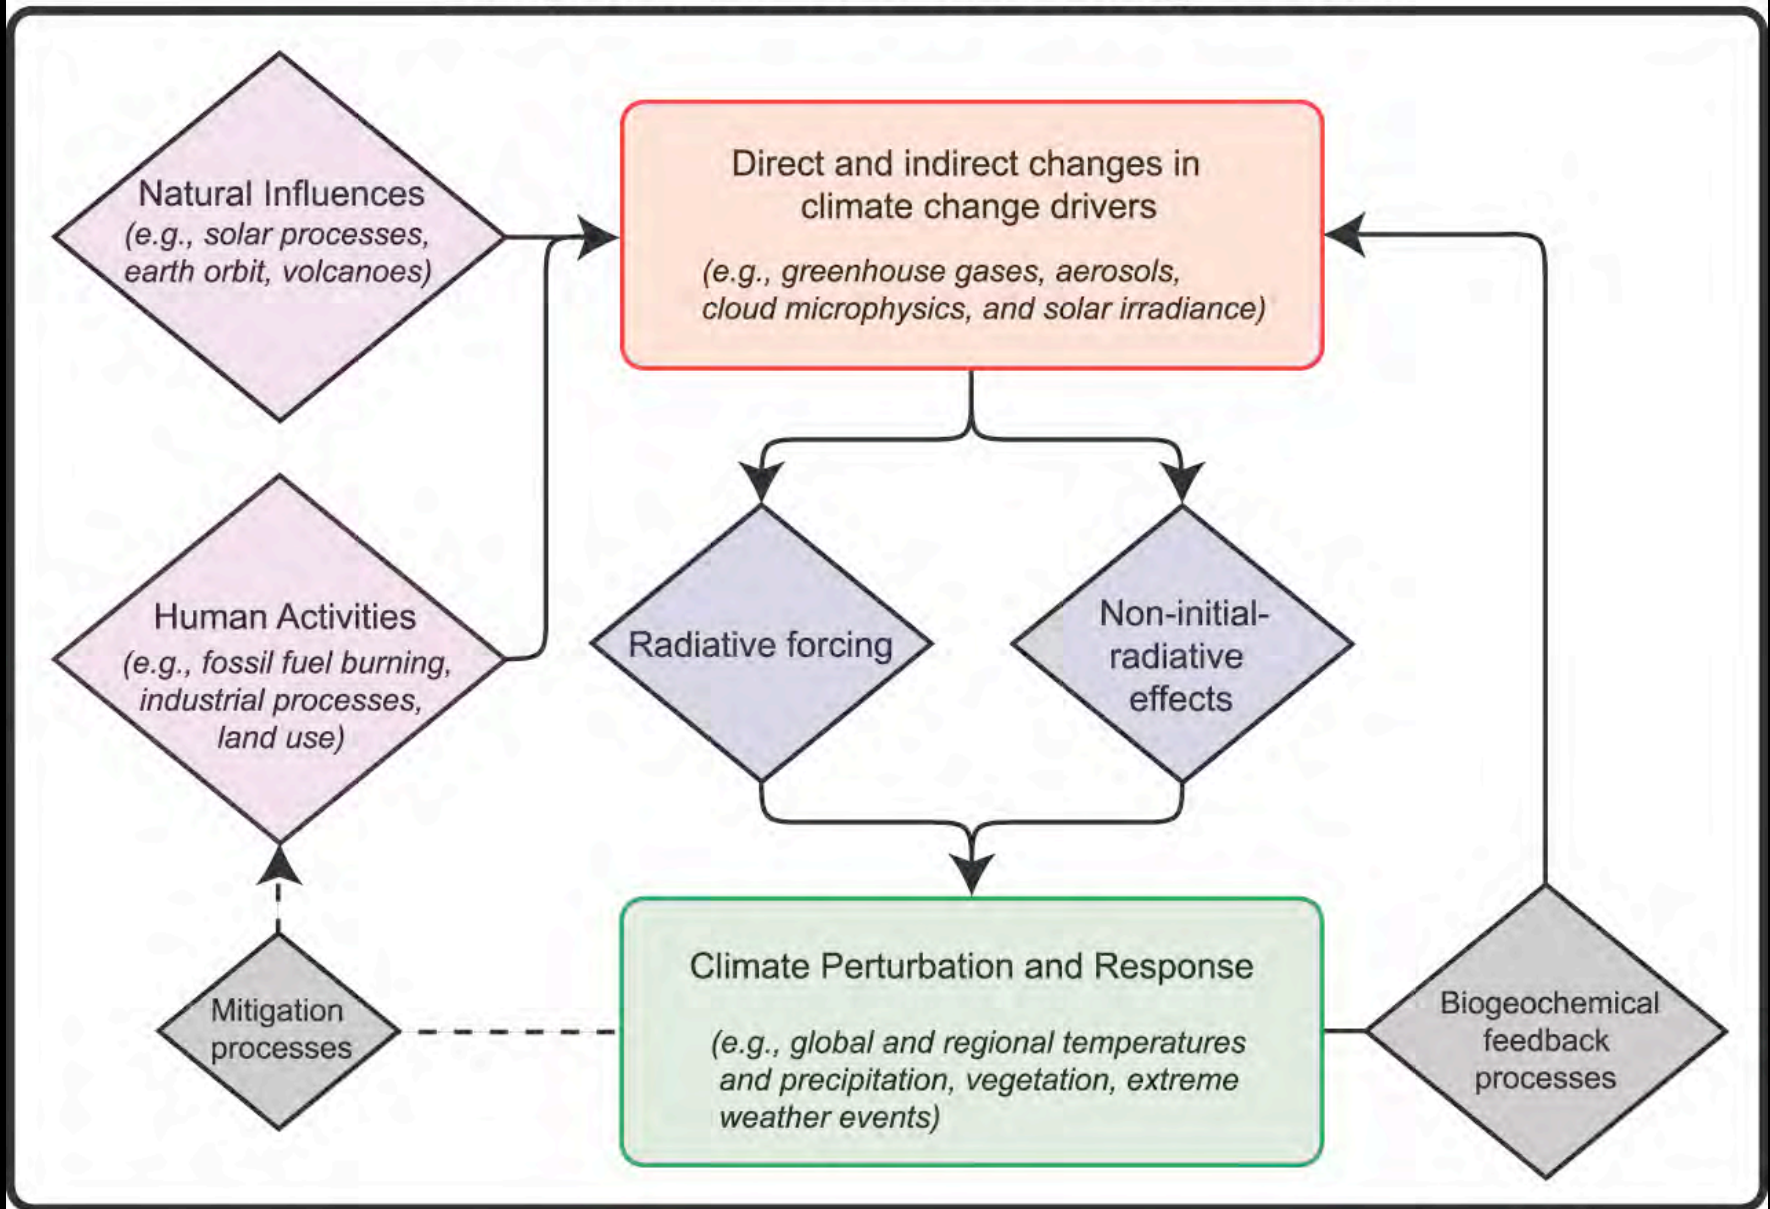 Natural Influences
(e.g., solar processes,
earth orbit, volcanoes)
Direct and indirect changes in
climate change drivers
(e.g., greenhouse gases, aerosols,
cloud microphysics, and solar irradiance)
Human Activities
(e.g., fossil fuel burning,
industrial processes,
land use)
Radiative forcing
Non-initial-
radiative
effects
Mitigation
processes
Climate Perturbation and Response
(e.g., global and regional temperatures
and precipitation, vegetation, extreme
weather events)
Biogeochemical
feedback
processes